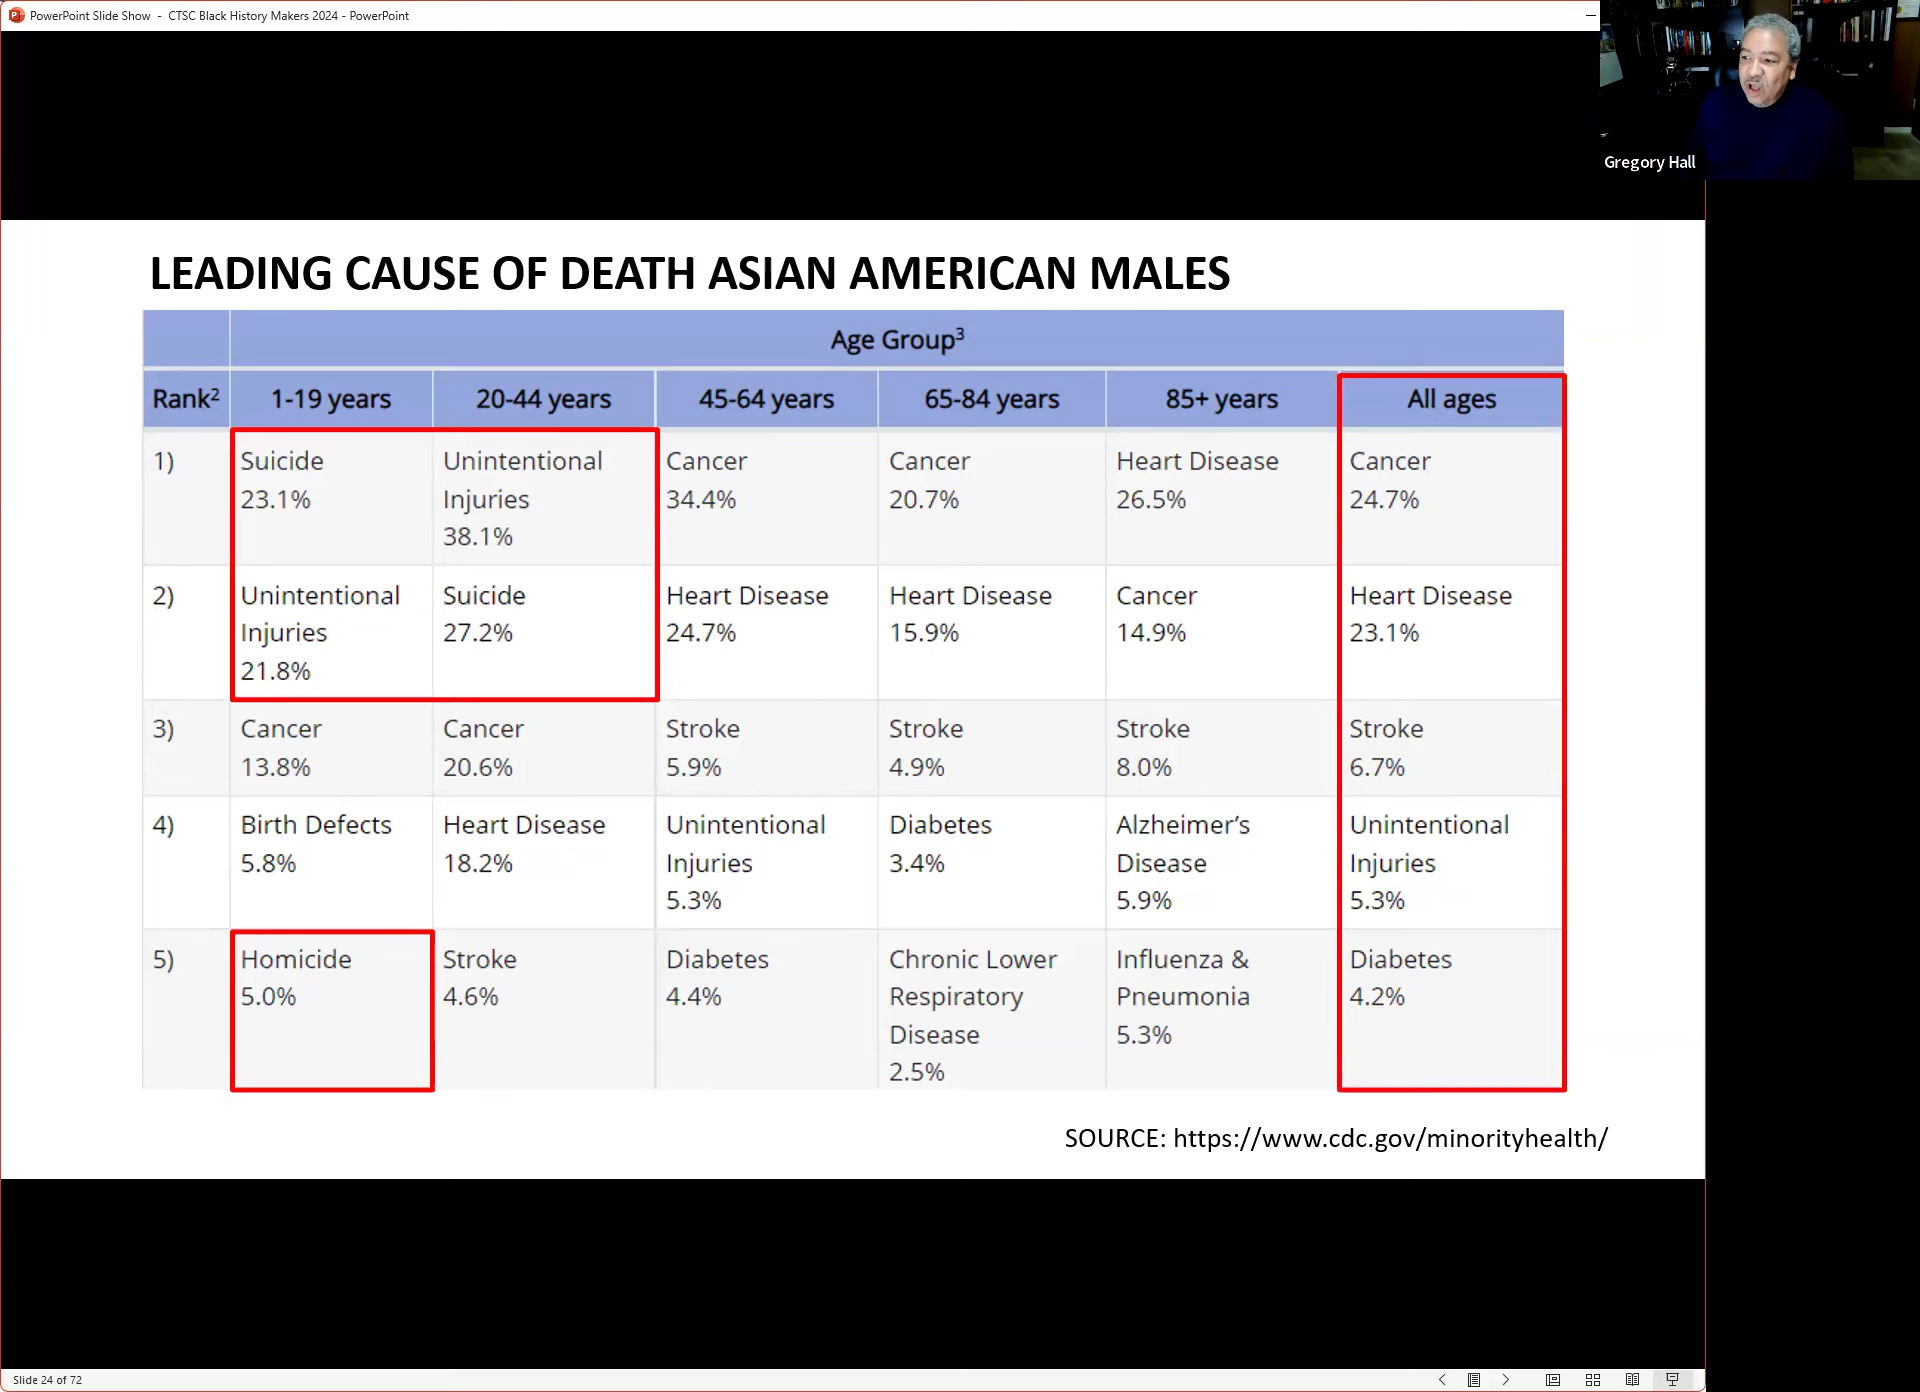 PowerPoint Slide Show - CTSC Black History Makers 2024 - PowerPoint
Gregory Hall
LEADING CAUSE OF DEATH ASIAN AMERICAN MALES
Age Group³
Rank² 1-19 years 20-44 years 45-64 years 65-84 years 85+ years All ages
1) Suicide Unintentional Cancer Cancer Heart Disease Cancer
23.1% Injuries 34.4% 20.7% 26.5% 24.7%
38.1%
2) Unintentional Suicide Heart Disease Heart Disease Cancer Heart Disease
Injuries 27.2% 24.7% 15.9% 14.9% 23.1%
21.8%
3) Cancer Cancer Stroke Stroke Stroke Stroke
13.8% 20.6% 5.9% 4.9% 8.0% 6.7%
4) Birth Defects Heart Disease Unintentional Diabetes Alzheimer’s Unintentional
5.8% 18.2% Injuries 3.4% Disease Injuries
5.3% 5.9% 5.3%
5) Homicide Stroke Diabetes Chronic Lower Influenza & Diabetes
5.0% 4.6% 4.4% Respiratory Pneumonia 4.2%
Disease 5.3%
2.5%
SOURCE: https://www.cdc.gov/minorityhealth/
Slide 24 of 72